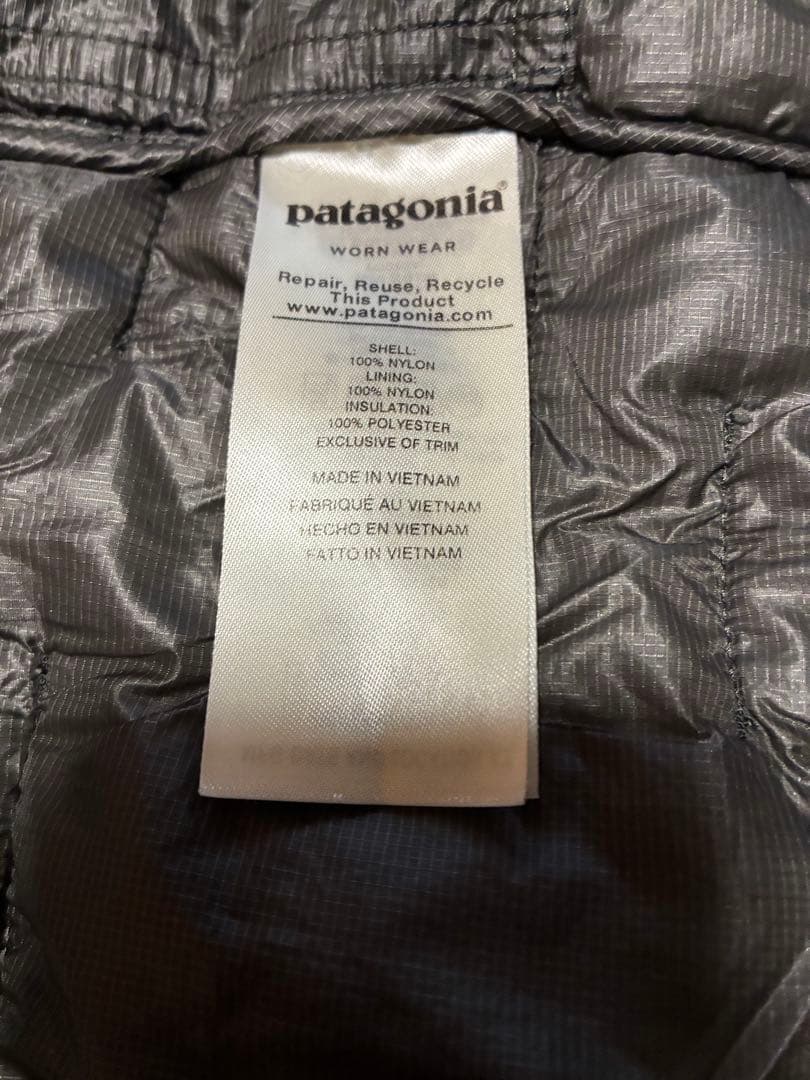 patagonia®
WORN WEAR
Repair, Reuse, Recycle
This Product
www.patagonia.com
SHELL:
100% NYLON
LINING:
100% NYLON
INSULATION:
100% POLYESTER
EXCLUSIVE OF TRIM
MADE IN VIETNAM
FABRIQUÉ AU VIETNAM
HECHO EN VIETNAM
FATTO IN VIETNAM